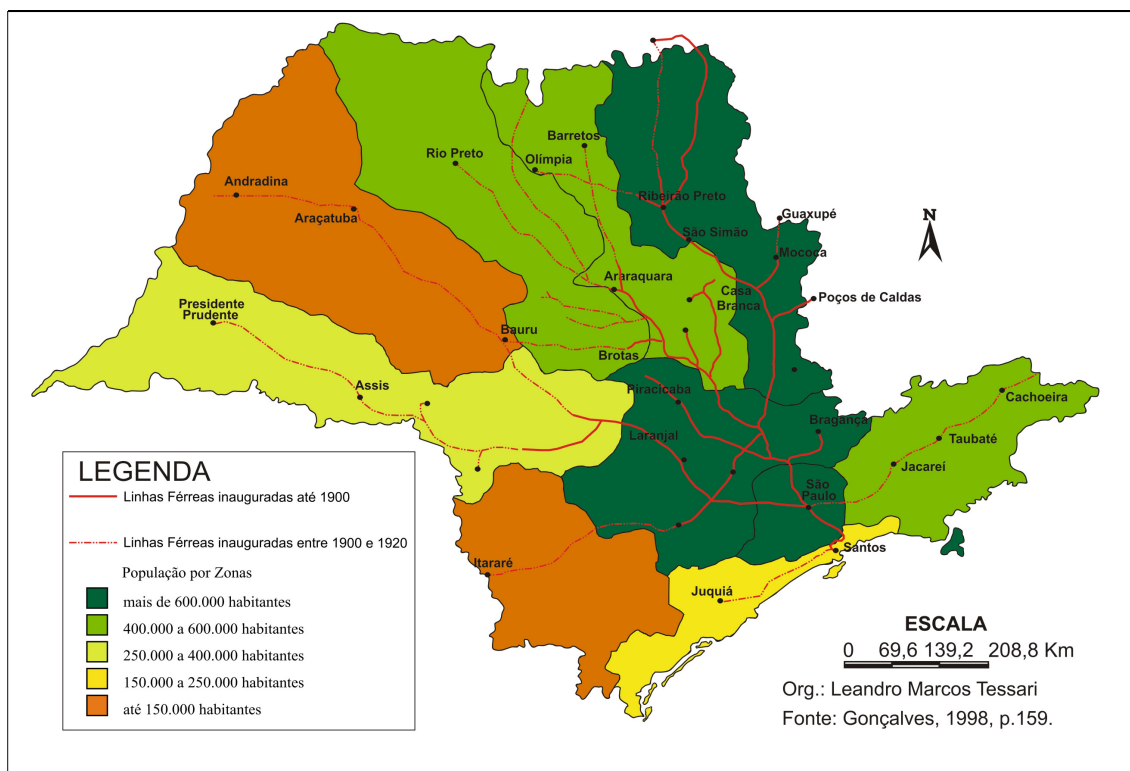 Barretos
Rio Preto
Olímpia
Andradina
Araçatuba
Ribeirão Preto
Guaxupé
São Simão
Mococa
N
Araraquara
Casa
Branca
Poços de Caldas
Presidente
Prudente
Bauru
Brotas
Assis
Piracicaba
Bragança
Cachoeira
Laranjal
Taubaté
Jacareí
São
Paulo
Santos
Itararé
Juquiá
LEGENDA
Linhas Férreas inauguradas até 1900
Linhas Férreas inauguradas entre 1900 e 1920
População por Zonas
mais de 600.000 habitantes
400.000 a 600.000 habitantes
250.000 a 400.000 habitantes
150.000 a 250.000 habitantes
até 150.000 habitantes
ESCALA
0 69,6 139,2 208,8 Km
Org.: Leandro Marcos Tessari
Fonte: Gonçalves, 1998, p.159.